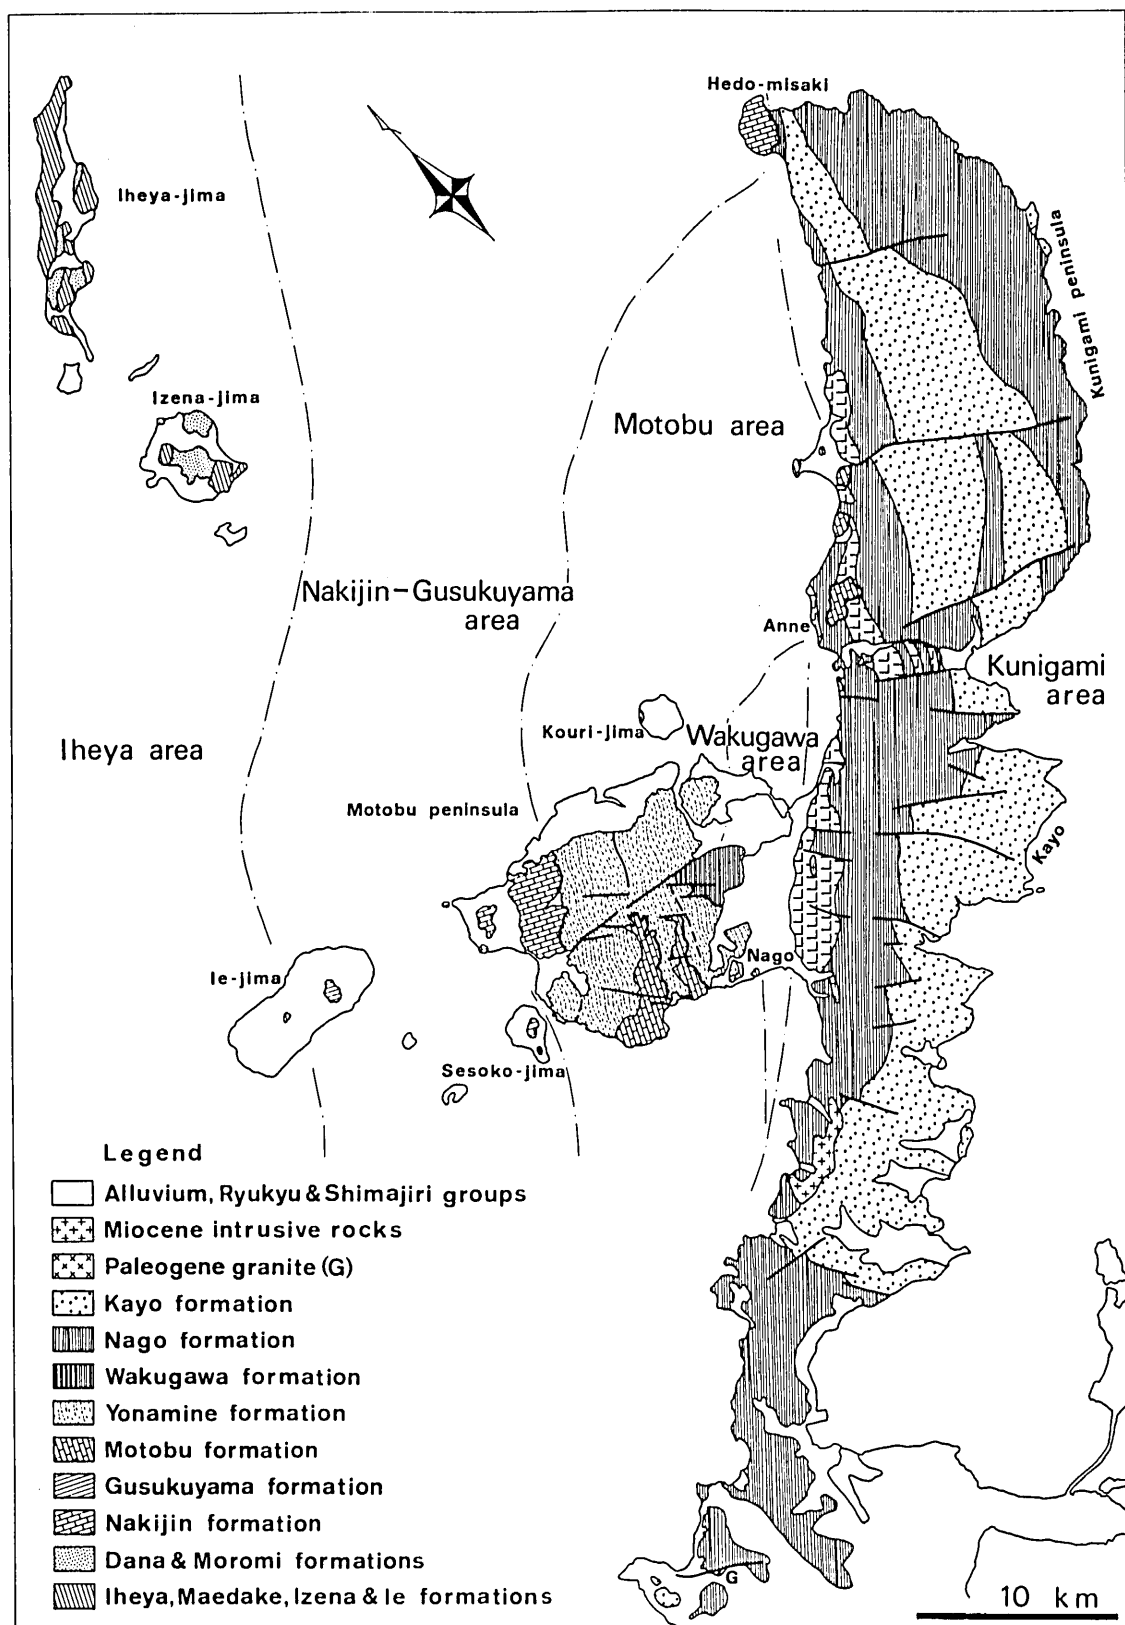 Hedo-misaki
Iheya-jima
Kunigami Peninsula
Izena-jima
Motobu area
Nakijin-Gusukuyama
area
Anne
Kunigami
area
Kouri-jima
Wakugawa
area
Iheya area
Motobu peninsula
Kayo
Nago
Ie-jima
Sesoko-jima
Legend
Alluvium, Ryukyu & Shimajiri groups
Miocene intrusive rocks
Paleogene granite (G)
Kayo formation
Nago formation
Wakugawa formation
Yonamine formation
Motobu formation
Gusukuyama formation
Nakijin formation
Dana & Moromi formations
Iheya, Maedake, Izena & Ie formations
G
10 km